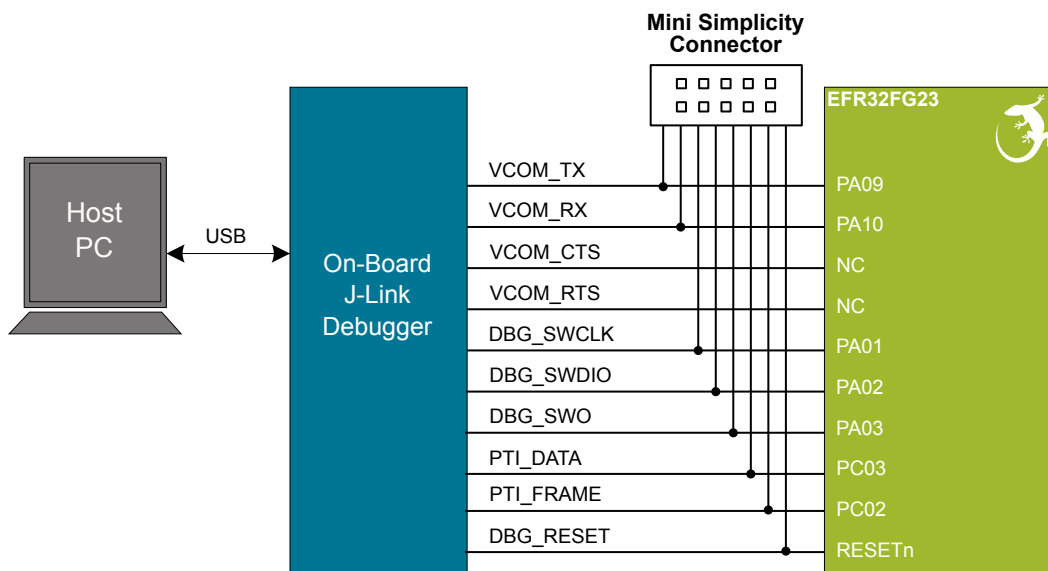 Mini Simplicity
Connector
EFR32FG23
Host
PC
USB
On-Board
J-Link
Debugger
VCOM_TX
PA09
VCOM_RX
PA10
VCOM_CTS
NC
VCOM_RTS
NC
DBG_SWCLK
PA01
DBG_SWDIO
PA02
DBG_SWO
PA03
PTI_DATA
PC03
PTI_FRAME
PC02
DBG_RESET
RESETn